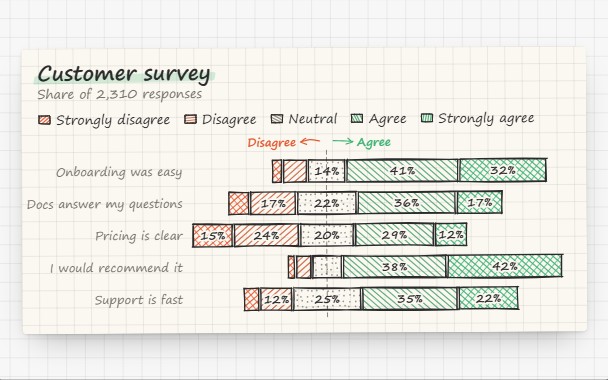 Customer survey
Share of 2,310 responses
Strongly disagree Disagree Neutral Agree Strongly agree
Disagree ← → Agree
Onboarding was easy 14% 41% 32%
Docs answer my questions 17% 22% 36% 17%
Pricing is clear 15% 24% 20% 29% 12%
I would recommend it 38% 42%
Support is fast 12% 25% 35% 22%